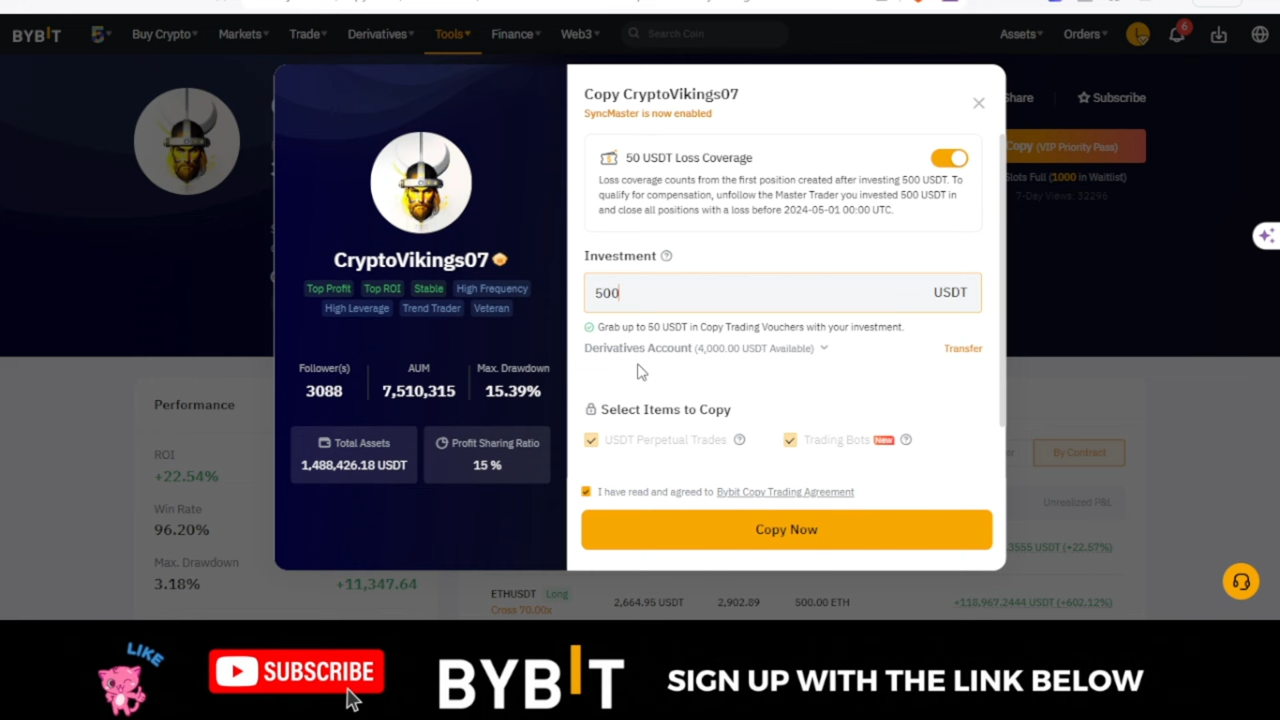 BYBIT
Buy Crypto
Markets
Trade
Derivatives
Tools
Finance
Web3
Search Coin
Assets
Orders
6
Share
Subscribe
Copy (VIP Priority Pass)
Slots Full (1000 in Waitlist)
7-Day Views: 32296
CryptoVikings07
Top Profit
Top ROI
Stable
High Frequency
High Leverage
Trend Trader
Veteran
Follower(s)
AUM
Max. Drawdown
3088
7,510,315
15.39%
Total Assets
1,488,426.18 USDT
Profit Sharing Ratio
15 %
Copy CryptoVikings07
SyncMaster is now enabled
50 USDT Loss Coverage
Loss coverage counts from the first position created after investing 500 USDT. To
qualify for compensation, unfollow the Master Trader you invested 500 USDT in
and close all positions with a loss before 2024-05-01 00:00 UTC.
Investment
500
USDT
Grab up to 50 USDT in Copy Trading Vouchers with your investment.
Derivatives Account (4,000.00 USDT Available)
Transfer
Select Items to Copy
USDT Perpetual Trades
Trading Bots New
I have read and agreed to Bybit Copy Trading Agreement
Copy Now
Performance
ROI
+22.54%
Win Rate
96.20%
Max. Drawdown
3.18%
+11,347.64
By Contract
Unrealized P&L
.3555 USDT (+22.57%)
ETHUSDT Long
Cross 70.00x
2,664.95 USDT
2,902.89
500.00 ETH
+118,967.2444 USDT (+602.12%)
LIKE
SUBSCRIBE
BYBIT
SIGN UP WITH THE LINK BELOW